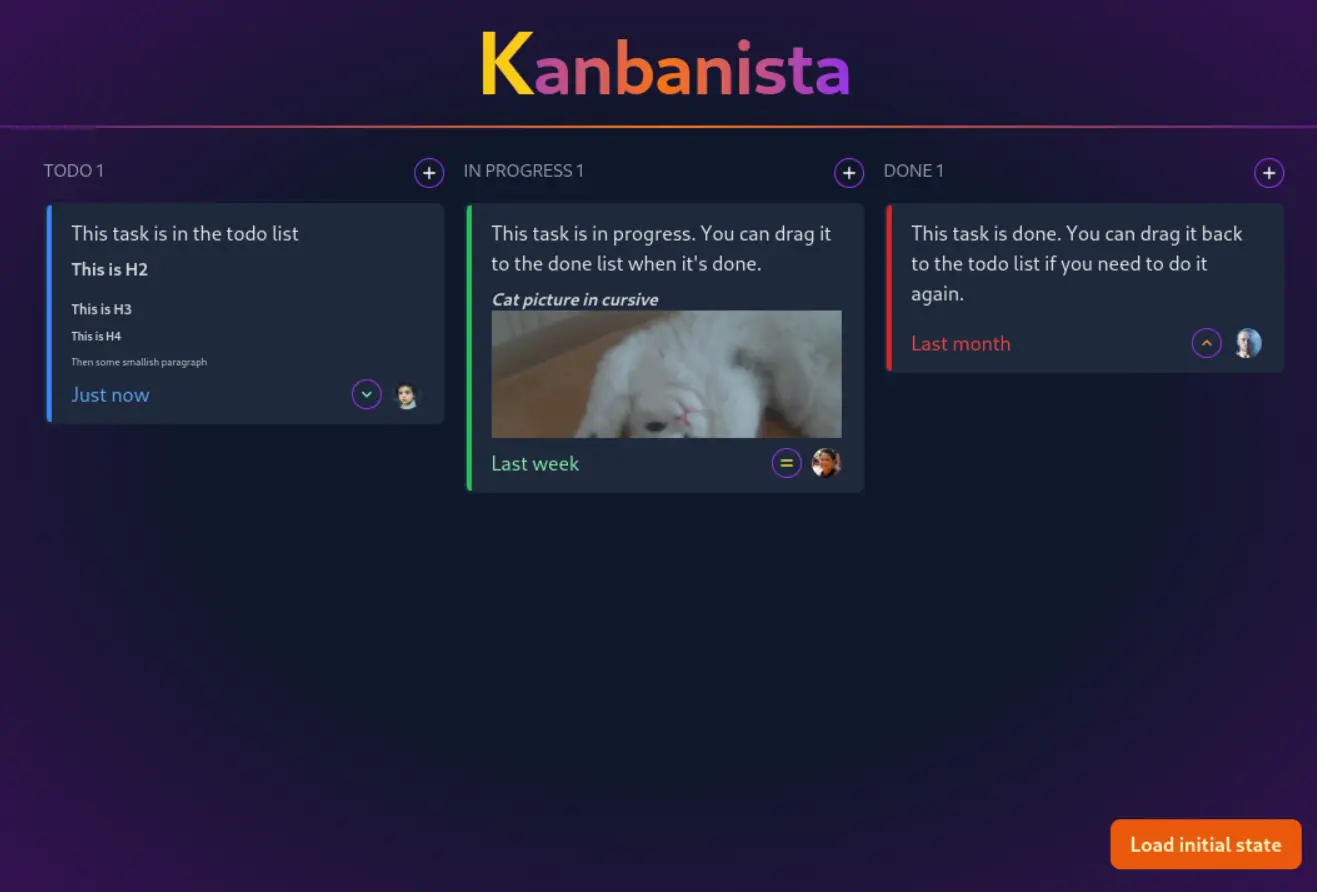 Kanbanista
TODO 1
This task is in the todo list
This is H2
This is H3
This is H4
Then some smallish paragraph
Just now
IN PROGRESS 1
This task is in progress. You can drag it
to the done list when it's done.
Cat picture in cursive
Last week
DONE 1
This task is done. You can drag it back
to the todo list if you need to do it
again.
Last month
Load initial state